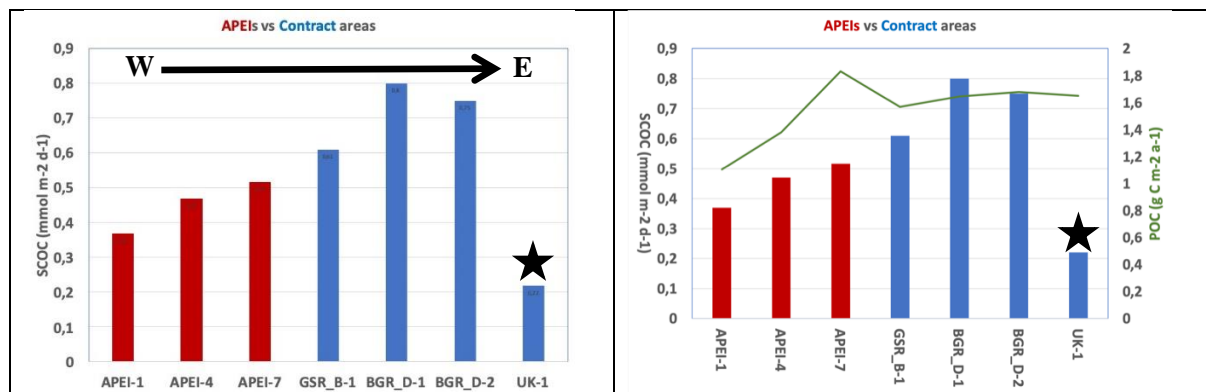 APEIs vs Contract areas
W E
SCOC (mmol m-2 d-1)
0,9
0,8
0,7
0,6
0,5
0,4
0,3
0,2
0,1
0
APEI-1 APEI-4 APEI-7 GSR_B-1 BGR_D-1 BGR_D-2 UK-1
APEIs vs Contract areas
SCOC (mmol m-2 d-1)
0,9
0,8
0,7
0,6
0,5
0,4
0,3
0,2
0,1
0
2
1,8
1,6
1,4
1,2
1
0,8
0,6
0,4
0,2
0
POC (g C m-2 a-1)
APEI-1
APEI-4
APEI-7
GSR_B-1
BGR_D-1
BGR_D-2
UK-1